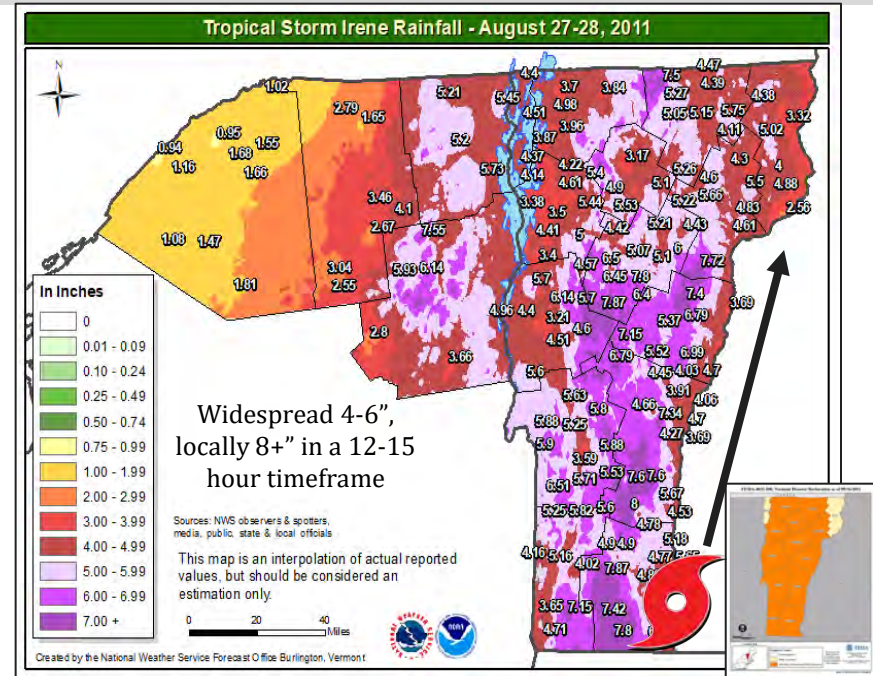 Tropical Storm Irene Rainfall - August 27-28, 2011
N
4.47
4.4 3.7 3.84 7.5 4.39
1.02 5.21 5.45 4.98 5.27 4.38
2.79 1.65 4.51 3.96 5.05 5.15 5.75 3.32
0.95 5.2 3.87 4.11 5.02
0.94 1.68 1.55 4.37 4.22 3.17 5.26 4.3 4
1.16 1.66 5.73 4.14 4.61 5.4 4.9 5.1 4.6 5.5 4.88
3.46 4.1 3.38 3.5 5.44 5.53 5.22 5.66 4.83 2.56
2.67 7.55 4.41 5 4.42 5.21 4.43 4.61
1.08 1.47 3.4 4.57 6.5 5.07 5.1 6 7.72
3.04 5.93 6.14 5.7 6.45 7.8
1.81 2.55 6.14 5.7 7.87 6.4 7.4 3.69
4.96 4.4 3.21 4.6 7.15 5.37 6.79
2.8 4.51 6.79 5.52 6.99
3.66 5.6 4.45 4.03 4.7
5.63 5.8 4.66 3.91 4.06
5.88 5.25 7.34 4.7
5.9 5.88 4.27 3.69
3.59
6.51 5.71 5.53 7.6 7.6
5.67
5.25 5.82 5.6 8 4.53
4.78
4.9 4.9 5.18
4.16 5.16 4.02 7.87 4.77
3.65 7.15 7.42
4.71 7.8
In Inches
0
0.01 - 0.09
0.10 - 0.24
0.25 - 0.49
0.50 - 0.74
0.75 - 0.99
1.00 - 1.99
2.00 - 2.99
3.00 - 3.99
4.00 - 4.99
5.00 - 5.99
6.00 - 6.99
7.00 +
Widespread 4-6”,
locally 8+” in a 12-15
hour timeframe
Sources: NWS observers & spotters,
media, public, state & local officials
This map is an interpolation of actual reported
values, but should be considered an
estimation only.
0 20 40
Miles
Created by the National Weather Service Forecast Office Burlington, Vermont